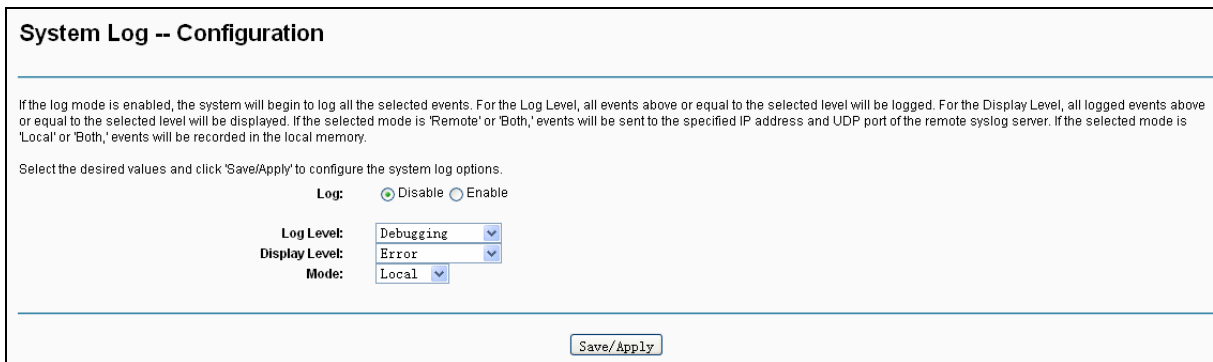 System Log -- Configuration
If the log mode is enabled, the system will begin to log all the selected events. For the Log Level, all events above or equal to the selected level will be logged. For the Display Level, all logged events above
or equal to the selected level will be displayed. If the selected mode is 'Remote' or 'Both,' events will be sent to the specified IP address and UDP port of the remote syslog server. If the selected mode is
'Local' or 'Both,' events will be recorded in the local memory.
Select the desired values and click 'Save/Apply' to configure the system log options.
Log: Disable Enable
Log Level: Debugging
Display Level: Error
Mode: Local
Save/Apply